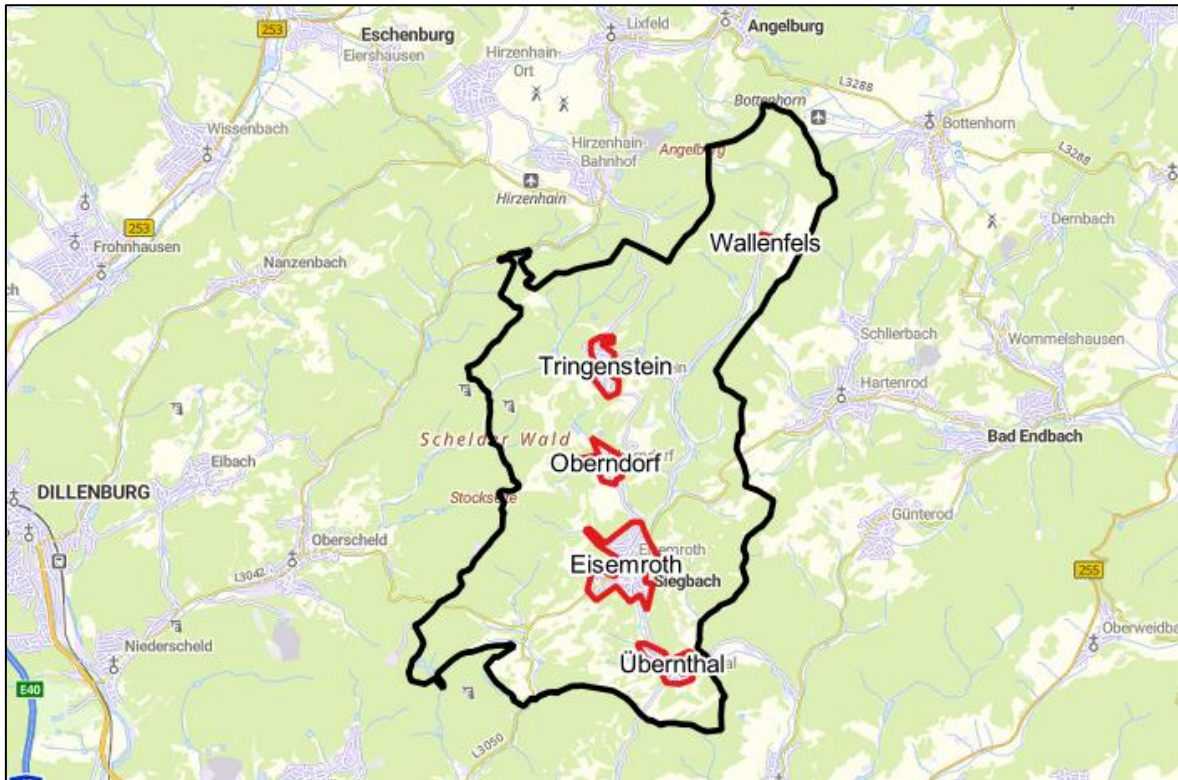 253
Eschenburg
Eiershausen
Lixfeld
Angelburg
Hirzenhain-
Ort
L3288
Bottenhorn
Wissenbach
Hirzenhain-
Bahnhof
Angelburg
Bottenhorn
Perf
L3288
Hirzenhain
253
Frohnhausen
Nanzenbach
Dernbach
Wallenfels
Schlierbach
Wommelshausen
Tringenstein
Hartenrod
Bad Endbach
Schelder Wald
Oberndorf
Eibach
DILLENBURG
Günterod
Oberscheld
Eisemroth
Eisemroth
Siegbach
L3042
255
Niederscheld
Oberweidba
Übernthal
E40
L3050